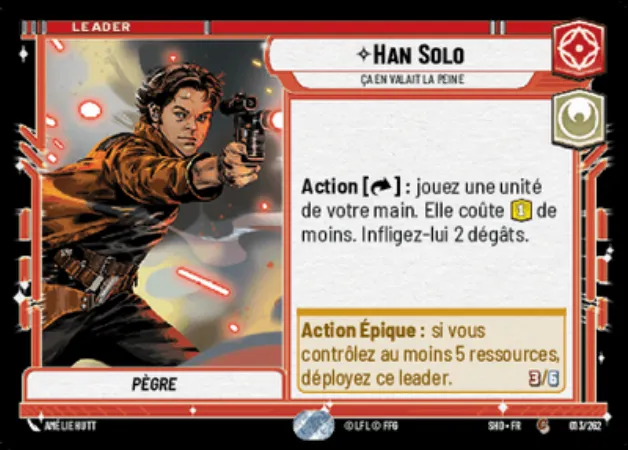 LEADER
HAN SOLO
ÇA EN VALAIT LA PEINE
Action [ ] : jouez une unité
de votre main. Elle coûte 1 de
moins. Infligez-lui 2 dégâts.
Action Épique : si vous
contrôlez au moins 5 ressources,
déployez ce leader. 3/6
PÈGRE
AMÉLIE HUTT
© LFL © FFG
SHD • FR
013/262